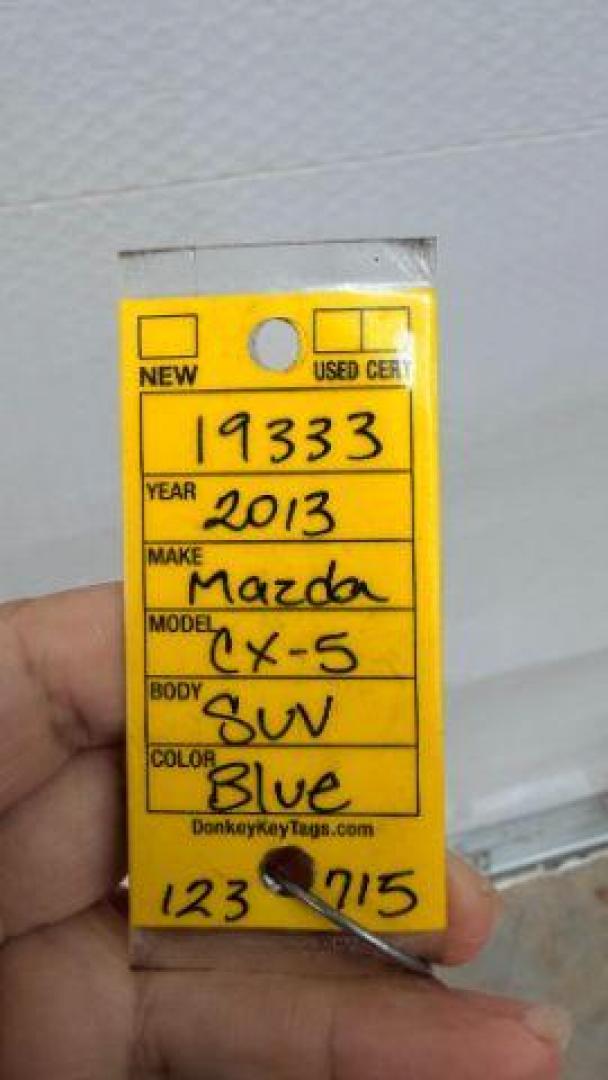 NEW USED CERT
19333
YEAR 2013
MAKE Mazda
MODEL CX-5
BODY SUV
COLOR Blue
DonkeyKeyTags.com
123 715